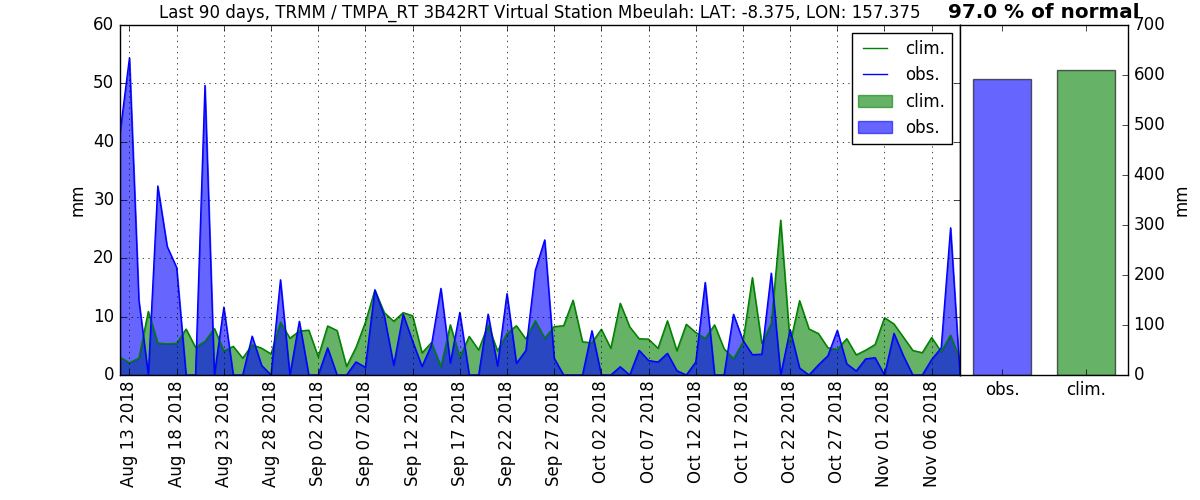 Last 90 days, TRMM / TMPA_RT 3B42RT Virtual Station Mbeulah: LAT: -8.375, LON: 157.375
97.0 % of normal
60
50
40
30
20
10
0
mm
clim.
obs.
clim.
obs.
700
600
500
400
300
200
100
0
mm
obs.
clim.
Aug 13 2018
Aug 18 2018
Aug 23 2018
Aug 28 2018
Sep 02 2018
Sep 07 2018
Sep 12 2018
Sep 17 2018
Sep 22 2018
Sep 27 2018
Oct 02 2018
Oct 07 2018
Oct 12 2018
Oct 17 2018
Oct 22 2018
Oct 27 2018
Nov 01 2018
Nov 06 2018